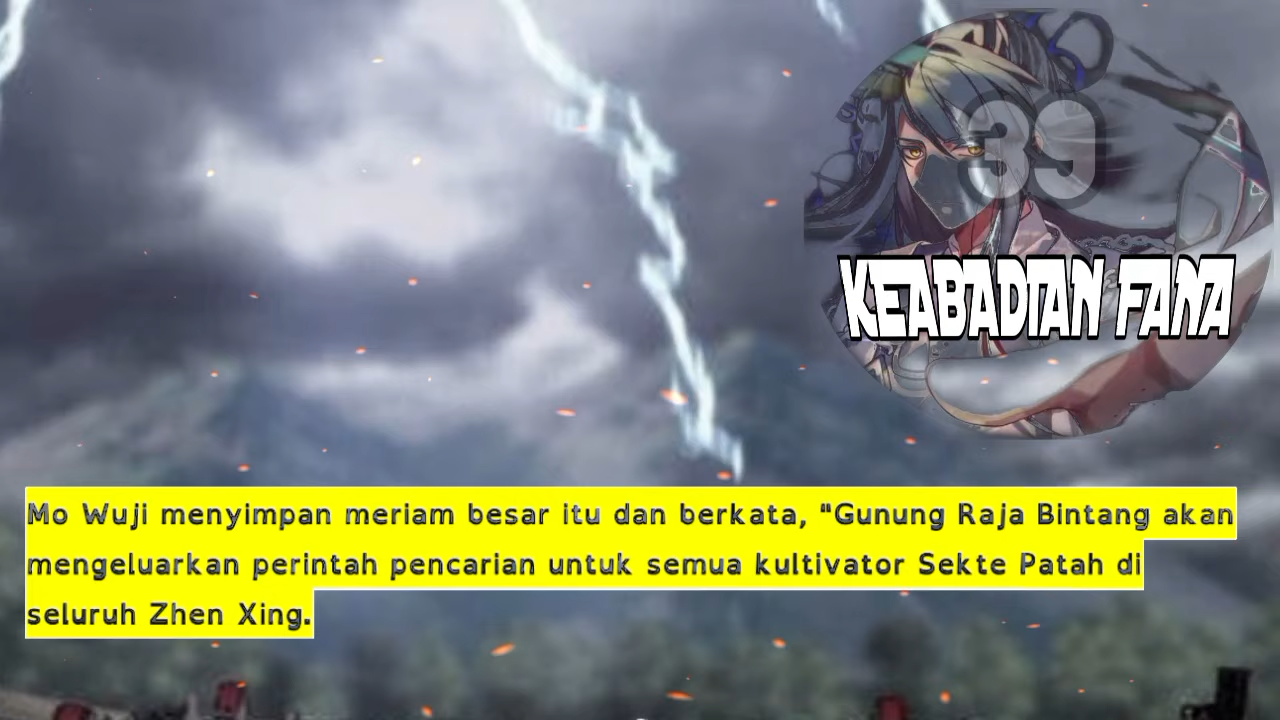 39
KEABADIAN FANA
Mo Wuji menyimpan meriam besar itu dan berkata, "Gunung Raja Bintang akan
mengeluarkan perintah pencarian untuk semua kultivator Sekte Patah di
seluruh Zhen Xing.